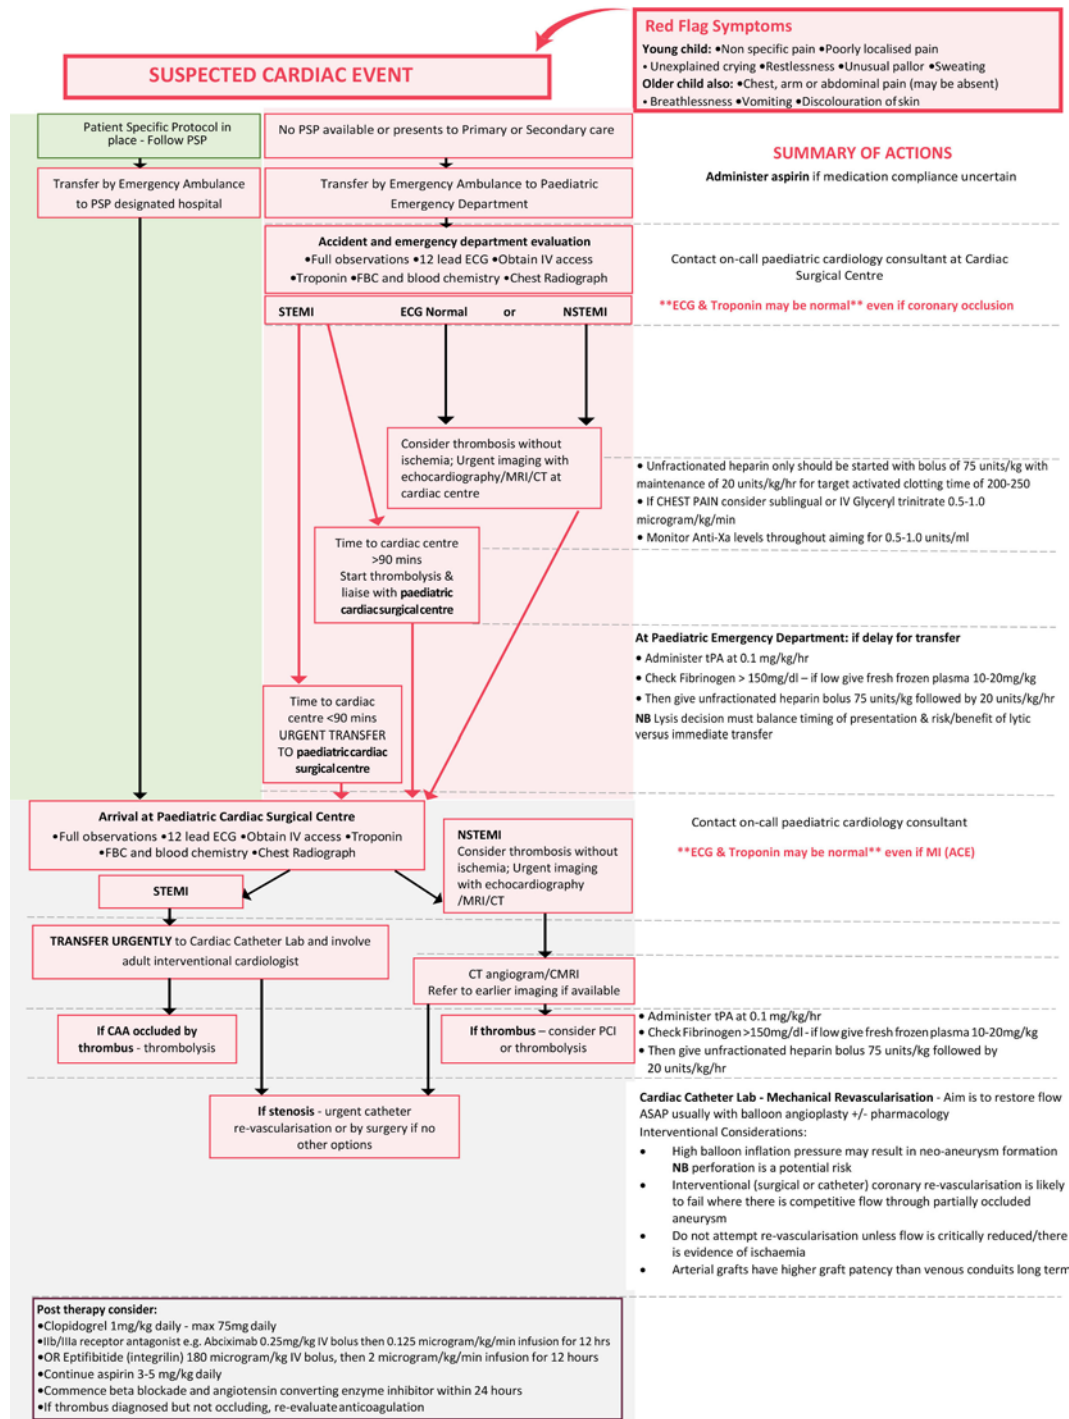 Red Flag Symptoms
Young child: •Non specific pain •Poorly localised pain
• Unexplained crying •Restlessness •Unusual pallor •Sweating
Older child also: •Chest, arm or abdominal pain (may be absent)
• Breathlessness •Vomiting •Discolouration of skin
SUSPECTED CARDIAC EVENT
Patient Specific Protocol in
place - Follow PSP
No PSP available or presents to Primary or Secondary care
SUMMARY OF ACTIONS
Administer aspirin if medication compliance uncertain
Transfer by Emergency Ambulance
to PSP designated hospital
Transfer by Emergency Ambulance to Paediatric
Emergency Department
Accident and emergency department evaluation
•Full observations •12 lead ECG •Obtain IV access
•Troponin •FBC and blood chemistry •Chest Radiograph
Contact on-call paediatric cardiology consultant at Cardiac
Surgical Centre
**ECG & Troponin may be normal** even if coronary occlusion
STEMI ECG Normal or NSTEMI
Consider thrombosis without
ischemia; Urgent imaging with
echocardiography/MRI/CT at
cardiac centre
• Unfractionated heparin only should be started with bolus of 75 units/kg with
maintenance of 20 units/kg/hr for target activated clotting time of 200-250
• If CHEST PAIN consider sublingual or IV Glyceryl trinitrate 0.5-1.0
microgram/kg/min
• Monitor Anti-Xa levels throughout aiming for 0.5-1.0 units/ml
Time to cardiac centre
>90 mins
Start thrombolysis &
liaise with paediatric
cardiac surgical centre
At Paediatric Emergency Department: if delay for transfer
• Administer tPA at 0.1 mg/kg/hr
• Check Fibrinogen > 150mg/dl – if low give fresh frozen plasma 10-20mg/kg
• Then give unfractionated heparin bolus 75 units/kg followed by 20 units/kg/hr
NB Lysis decision must balance timing of presentation & risk/benefit of lytic
versus immediate transfer
Time to cardiac
centre <90 mins
URGENT TRANSFER
TO paediatric cardiac
surgical centre
Arrival at Paediatric Cardiac Surgical Centre
•Full observations •12 lead ECG •Obtain IV access •Troponin
•FBC and blood chemistry •Chest Radiograph
NSTEMI
Consider thrombosis without
ischemia; Urgent imaging
with echocardiography
/MRI/CT
Contact on-call paediatric cardiology consultant
**ECG & Troponin may be normal** even if MI (ACE)
STEMI
TRANSFER URGENTLY to Cardiac Catheter Lab and involve
adult interventional cardiologist
CT angiogram/CMRI
Refer to earlier imaging if available
If CAA occluded by
thrombus - thrombolysis
If thrombus – consider PCI
or thrombolysis
• Administer tPA at 0.1 mg/kg/hr
• Check Fibrinogen >150mg/dl - if low give fresh frozen plasma 10-20mg/kg
• Then give unfractionated heparin bolus 75 units/kg followed by
20 units/kg/hr
If stenosis - urgent catheter
re-vascularisation or by surgery if no
other options
Cardiac Catheter Lab - Mechanical Revascularisation - Aim is to restore flow
ASAP usually with balloon angioplasty +/- pharmacology
Interventional Considerations:
• High balloon inflation pressure may result in neo-aneurysm formation
NB perforation is a potential risk
• Interventional (surgical or catheter) coronary re-vascularisation is likely
to fail where there is competitive flow through partially occluded
aneurysm
• Do not attempt re-vascularisation unless flow is critically reduced/there
is evidence of ischaemia
• Arterial grafts have higher graft patency than venous conduits long term
Post therapy consider:
•Clopidogrel 1mg/kg daily - max 75mg daily
•IIb/IIIa receptor antagonist e.g. Abciximab 0.25mg/kg IV bolus then 0.125 microgram/kg/min infusion for 12 hrs
•OR Eptifibitide (integrilin) 180 microgram/kg IV bolus, then 2 microgram/kg/min infusion for 12 hours
•Continue aspirin 3-5 mg/kg daily
•Commence beta blockade and angiotensin converting enzyme inhibitor within 24 hours
•If thrombus diagnosed but not occluding, re-evaluate anticoagulation